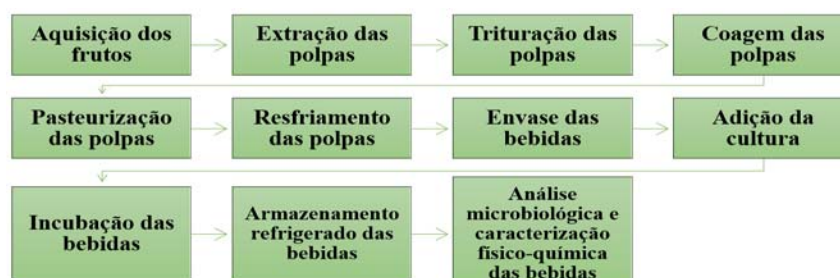 Aquisição dos
frutos
Extração das
polpas
Trituração das
polpas
Coagem das
polpas
Pasteurização
das polpas
Resfriamento
das polpas
Envase das
bebidas
Adição da
cultura
Incubação das
bebidas
Armazenamento
refrigerado das
bebidas
Análise
microbiológica e
caracterização
físico-química
das bebidas